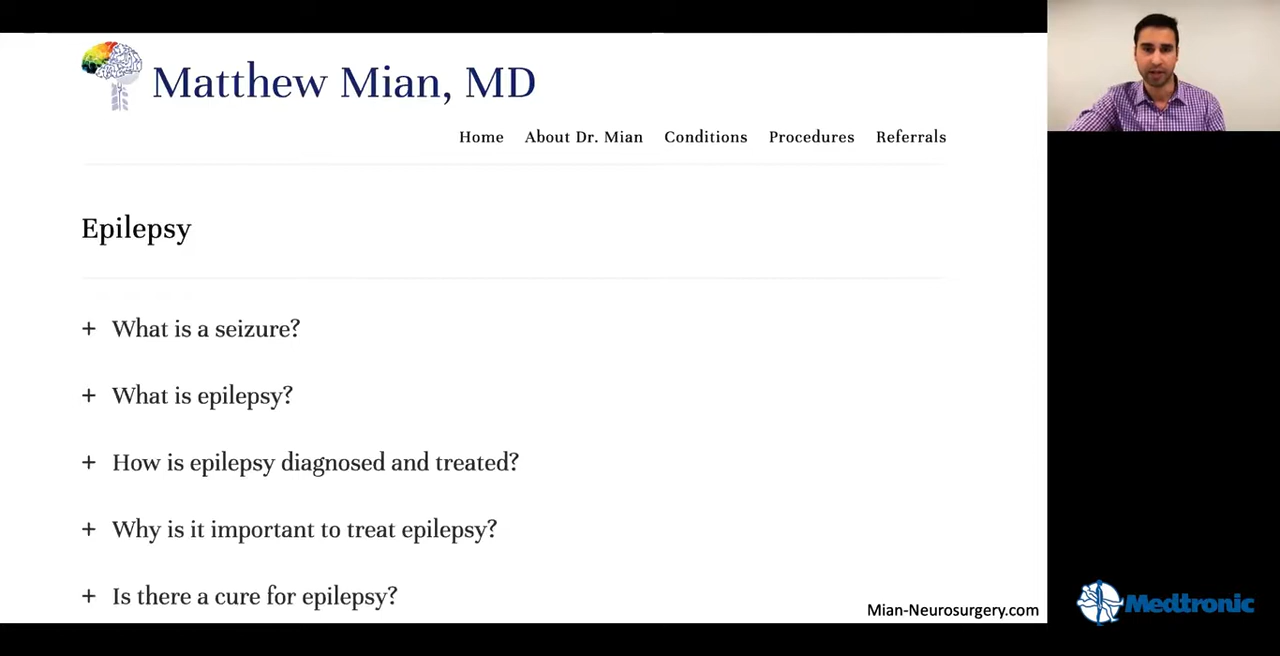 Matthew Mian, MD
Home About Dr. Mian Conditions Procedures Referrals
Epilepsy
+ What is a seizure?
+ What is epilepsy?
+ How is epilepsy diagnosed and treated?
+ Why is it important to treat epilepsy?
+ Is there a cure for epilepsy?
Mian-Neurosurgery.com
Medtronic